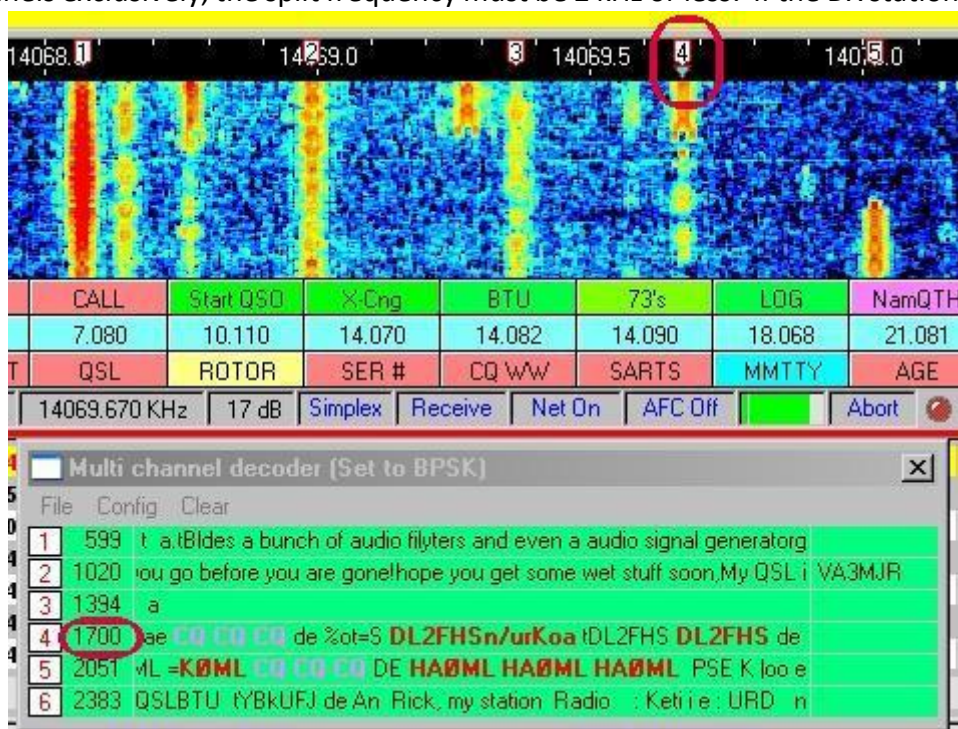 14068. 1 14 2 69.0 3 14069.5 4 140 5 .0
CALL Start QSO X-Cng BTU 73's LOG NamQTH
7.080 10.110 14.070 14.082 14.090 18.068 21.081
T QSL ROTOR SER # CQ WW SARTS MMTTY AGE
14069.670 KHz 17 dB Simplex Receive Net On AFC Off Abort
Multi channel decoder (Set to BPSK)
File Config Clear
1 599 t a.tBldes a bunch of audio filyters and even a audio signal generatorg
2 1020 ou go before you are gone!hope you get some wet stuff soon,My QSL i VA3MJR
3 1394 a
4 1700 ae CQ CQ CQ de %ot=S DL2FHSn/urKoa tDL2FHS DL2FHS de
5 2051 ML =KØML CQ CQ CQ DE HAØML HAØML HAØML PSE K loo e
6 2383 QSLBTU tYBkUFJ de An Rick, my station Radio : Keti i e : URD n